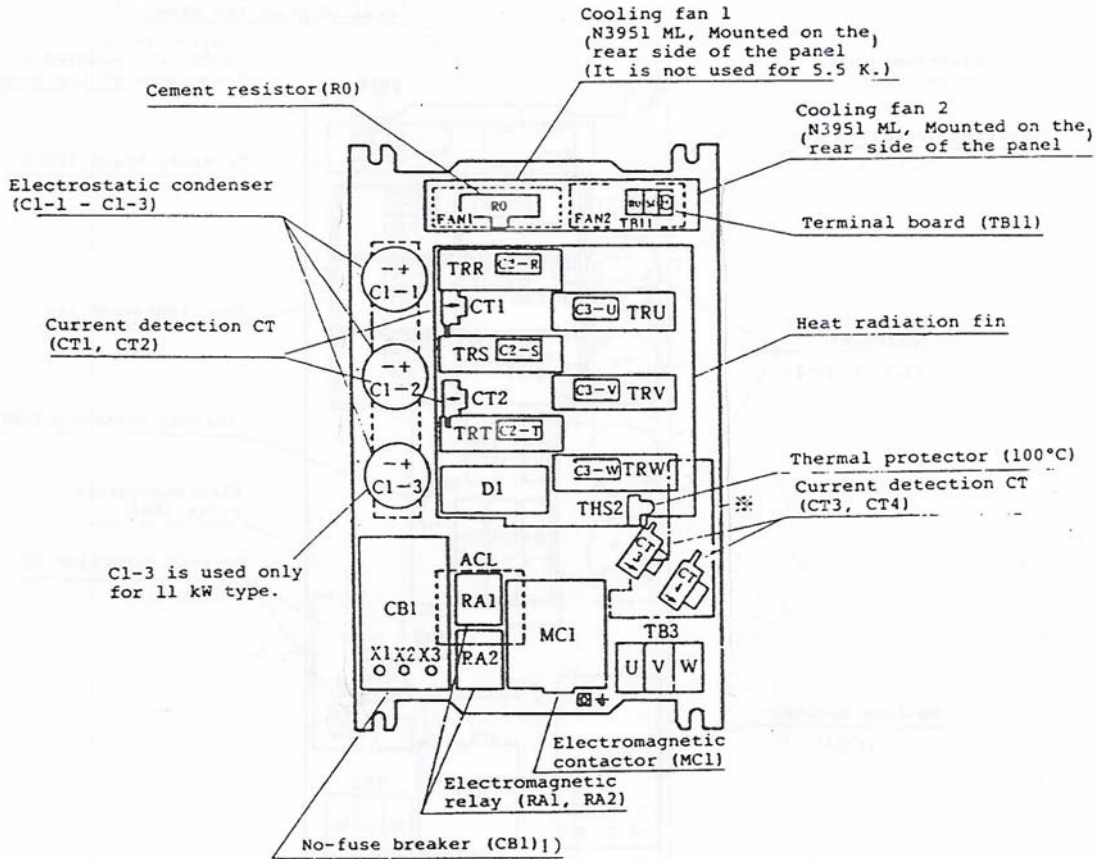 Cooling fan 1
(N3951 ML, Mounted on the)
rear side of the panel
(It is not used for 5.5 K.)
Cement resistor(R0)
Cooling fan 2
(N3951 ML, Mounted on the)
rear side of the panel
Electrostatic condenser
(C1-1 - C1-3)
R0
FAN1
FAN2
TB11
Terminal board (TB11)
-+
C1-1
TRR
C2-R
CT1
C3-U
TRU
Current detection CT
(CT1, CT2)
Heat radiation fin
TRS
C2-S
-+
C1-2
CT2
C3-V
TRV
TRT
C2-T
-+
C1-3
D1
C3-W
TRW
Thermal protector (100°C)
THS2
※
Current detection CT
(CT3, CT4)
CT
3
CT
C1-3 is used only
for 11 kW type.
ACL
CB1
RA1
MC1
TB3
X1 X2 X3
RA2
U V W
Electromagnetic
contactor (MC1)
Electromagnetic
relay (RA1, RA2)
No-fuse breaker (CB1)1)